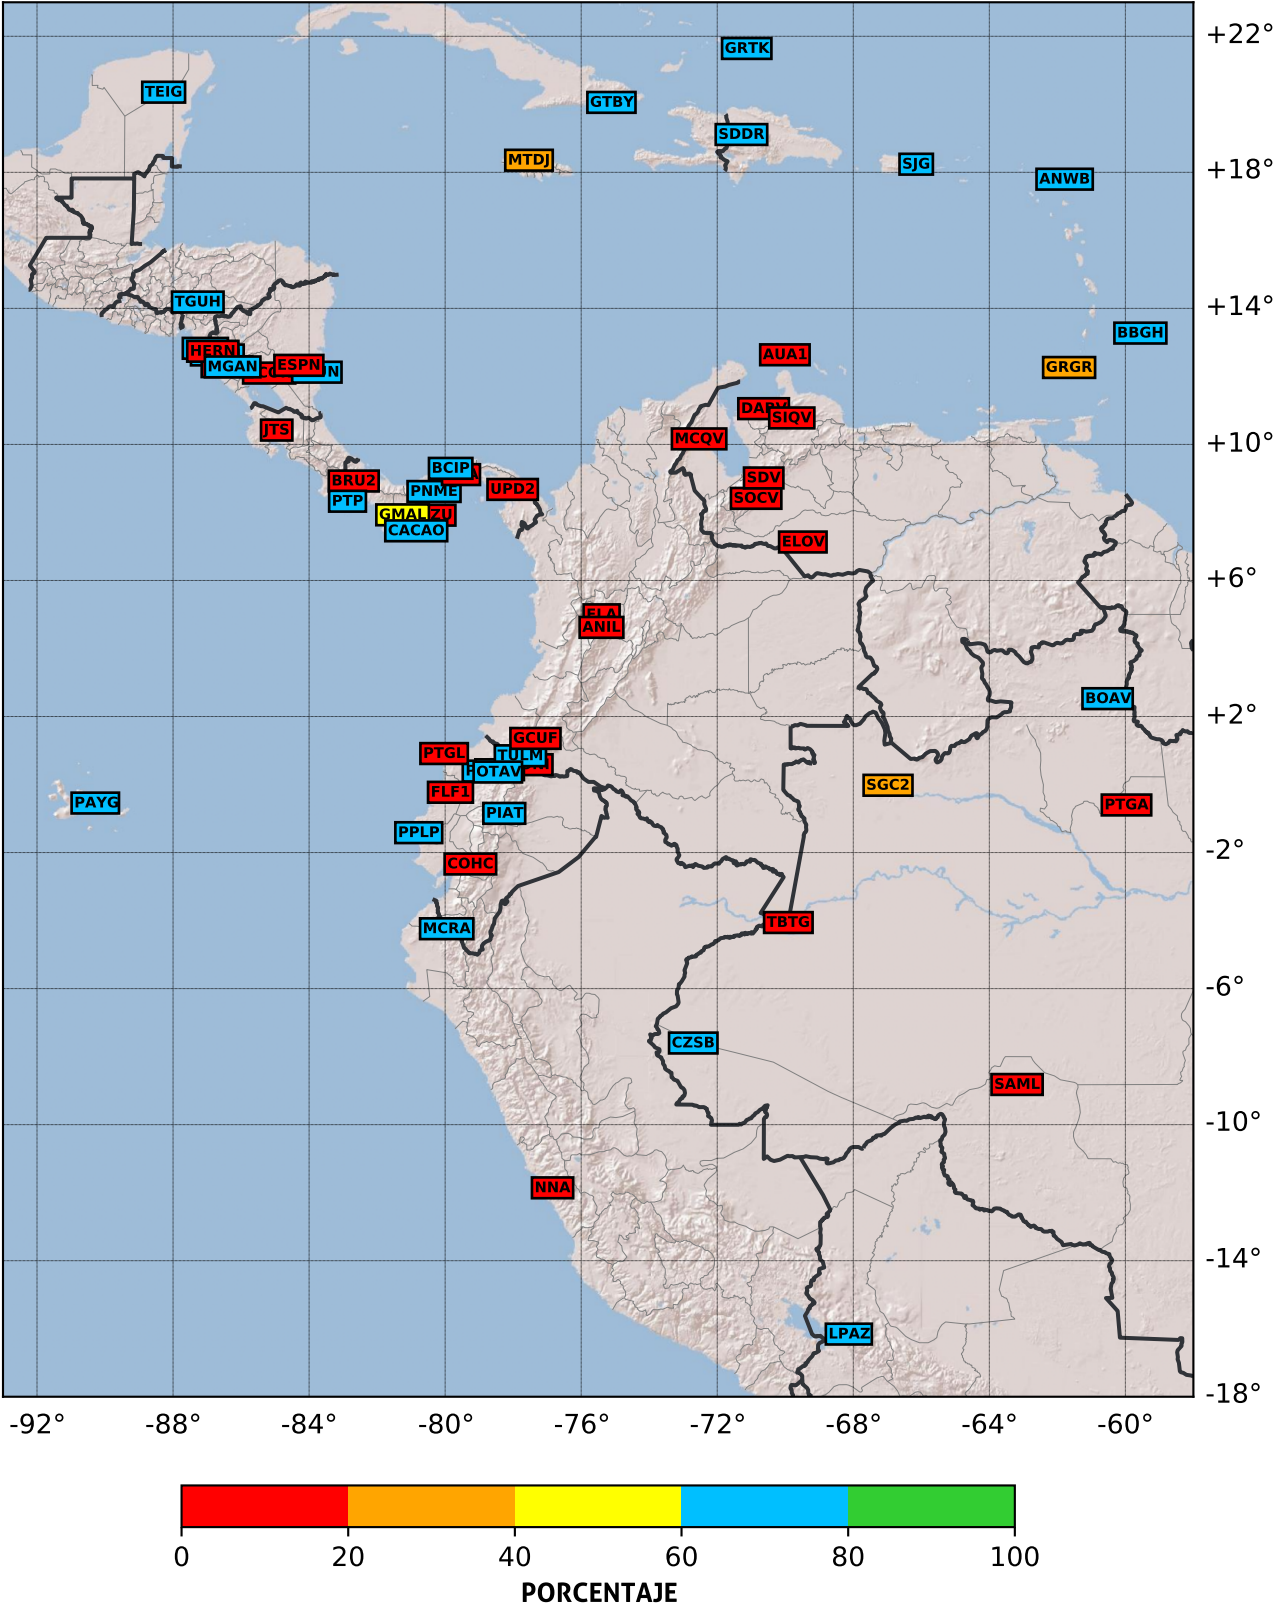 GRTK
+22°
TEIG
GTBY
SDDR
MTDJ
SJG
ANWB
+18°
TGUH
+14°
BBGH
HERN
MGAN
ESPN
AUA1
GRGR
DABV
SIQV
JTS
MCQV
+10°
BCIP
BRU2
PNME
UPD2
SDV
PTP
SOCV
GMAL
ZU
CACAO
ELOV
+6°
ANIL
BOAV
+2°
GCUF
PTGL
TULM
OTAV
SGC2
FLF1
PAYG
PTGA
PIAT
PPLP
-2°
COHC
MCRA
TBTG
-6°
CZSB
SAML
-10°
NNA
-14°
LPAZ
-18°
-92° -88° -84° -80° -76° -72° -68° -64° -60°
0 20 40 60 80 100
PORCENTAJE